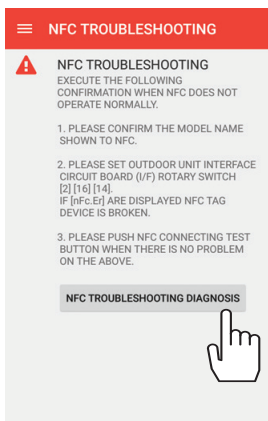 NFC TROUBLESHOOTING
NFC TROUBLESHOOTING
EXECUTE THE FOLLOWING
CONFIRMATION WHEN NFC DOES NOT
OPERATE NORMALLY.
1. PLEASE CONFIRM THE MODEL NAME
SHOWN TO NFC.
2. PLEASE SET OUTDOOR UNIT INTERFACE
CIRCUIT BOARD (I/F) ROTARY SWITCH
[2] [16] [14].
IF [nFc.Er] ARE DISPLAYED NFC TAG
DEVICE IS BROKEN.
3. PLEASE PUSH NFC CONNECTING TEST
BUTTON WHEN THERE IS NO PROBLEM
ON THE ABOVE.
NFC TROUBLESHOOTING DIAGNOSIS